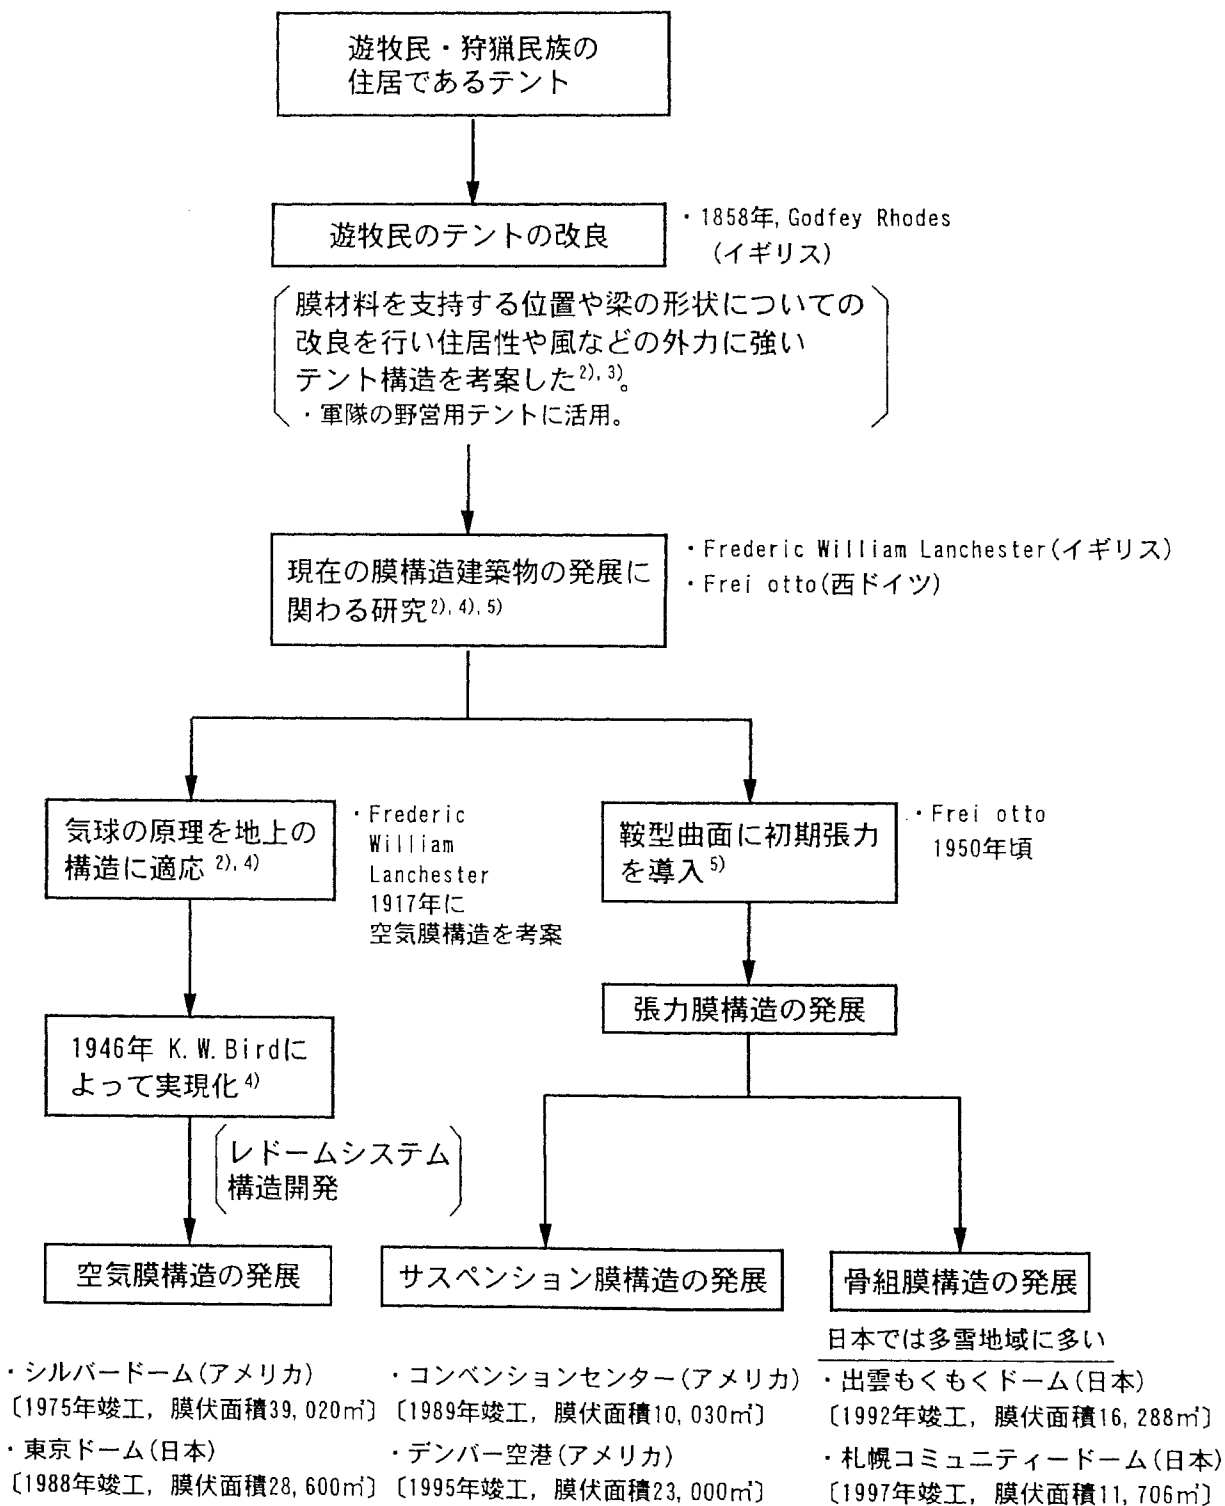 遊牧民・狩猟民族の
住居であるテント
遊牧民のテントの改良
・1858年, Godfey Rhodes
(イギリス)
膜材料を支持する位置や梁の形状についての
改良を行い住居性や風などの外力に強い
テント構造を考案した2),3)。
・軍隊の野営用テントに活用。
現在の膜構造建築物の発展に
関わる研究2),4),5)
・Frederic William Lanchester(イギリス)
・Frei otto(西ドイツ)
気球の原理を地上の
構造に適応2),4)
・Frederic
William
Lanchester
1917年に
空気膜構造を考案
鞍型曲面に初期張力
を導入5)
・Frei otto
1950年頃
張力膜構造の発展
1946年 K.W.Birdに
よって実現化4)
レドームシステム
構造開発
空気膜構造の発展
サスペンション膜構造の発展
骨組膜構造の発展
日本では多雪地域に多い
・シルバードーム(アメリカ)
〔1975年竣工, 膜伏面積39,020㎡〕
・東京ドーム(日本)
〔1988年竣工, 膜伏面積28,600㎡〕
・コンベンションセンター(アメリカ)
〔1989年竣工, 膜伏面積10,030㎡〕
・デンバー空港(アメリカ)
〔1995年竣工, 膜伏面積23,000㎡〕
・出雲もくもくドーム(日本)
〔1992年竣工, 膜伏面積16,288㎡〕
・札幌コミュニティードーム(日本)
〔1997年竣工, 膜伏面積11,706㎡〕